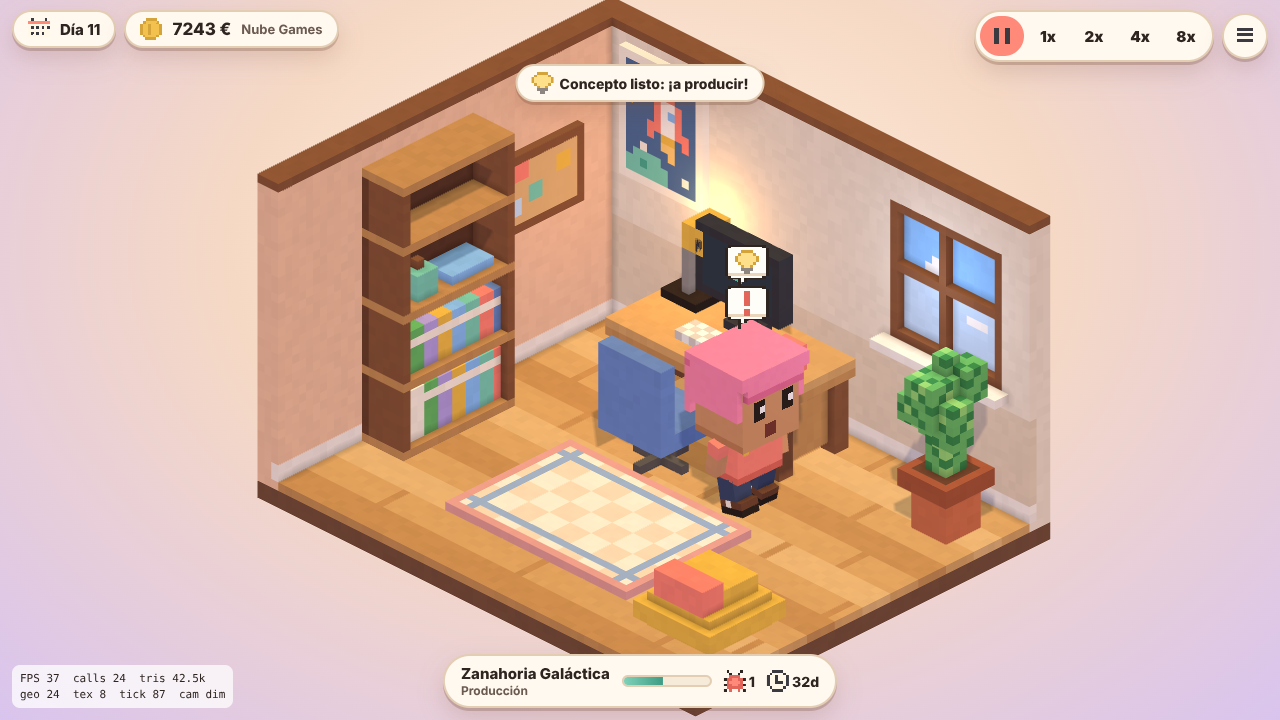 Día 11
7243 € Nube Games
1x 2x 4x 8x
Concepto listo: ¡a producir!
!
Zanahoria Galáctica
Producción
1
32d
FPS 37 calls 24 tris 42.5k
geo 24 tex 8 tick 87 cam dim